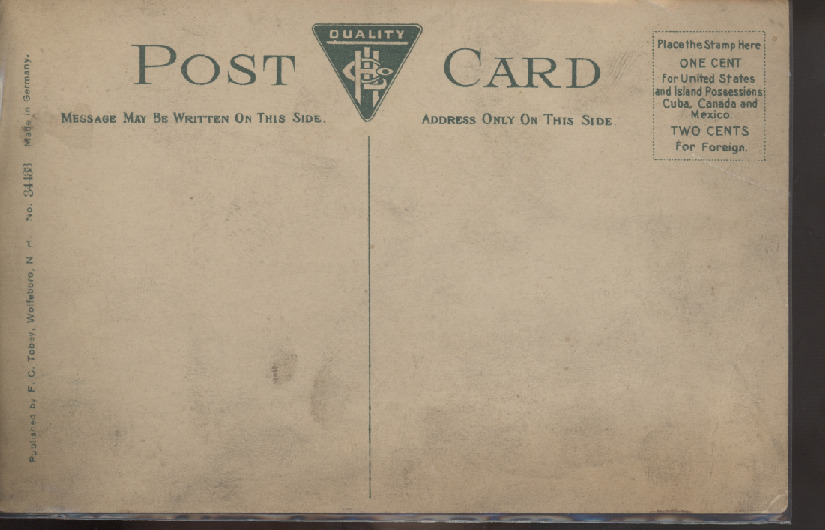 POST CARD
QUALITY
MESSAGE MAY BE WRITTEN ON THIS SIDE.
ADDRESS ONLY ON THIS SIDE
Place the Stamp Here
ONE CENT
For United States
and Island Possessions
Cuba, Canada and
Mexico
TWO CENTS
for Foreign.
Published by F. C. Tobey, Wolfeboro, N. H. No. Made in Germany.